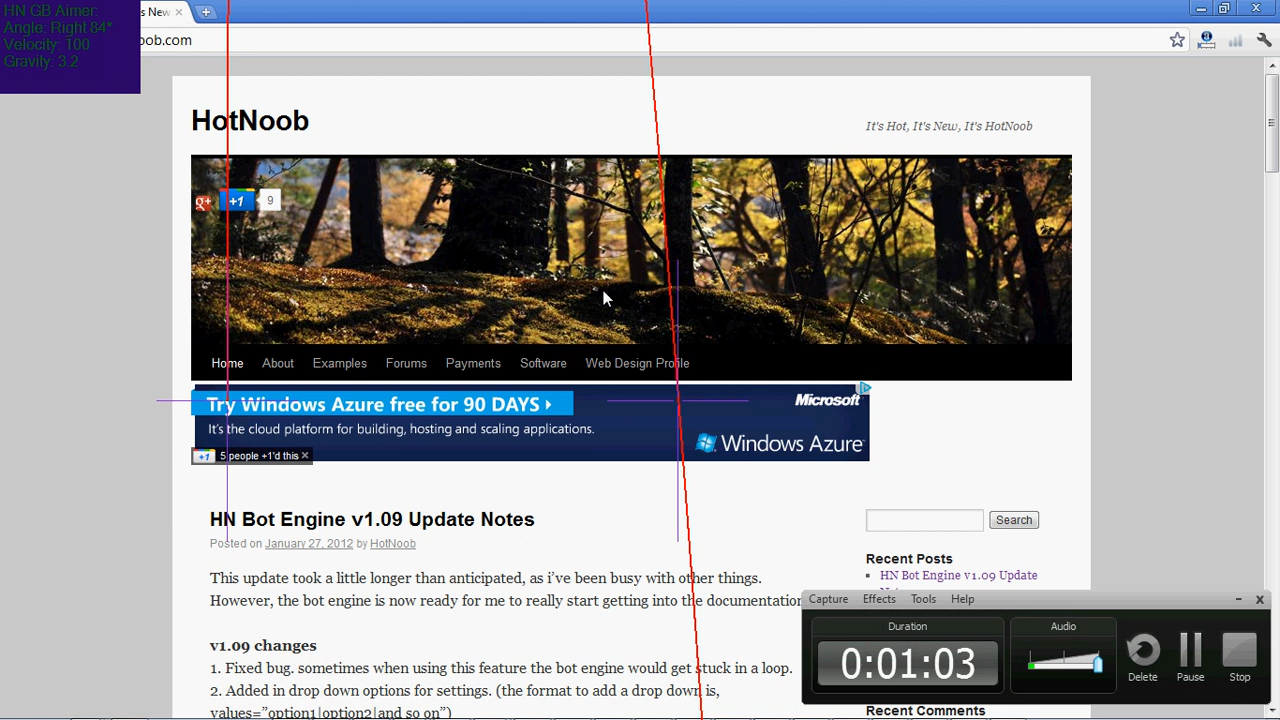 HN GB Aimer:
Angle: Right 84*
Velocity: 100
Gravity: 3.2
s New ×
oob.com
HotNoob
It's Hot, It's New, It's HotNoob
g+ +1 9
Home About Examples Forums Payments Software Web Design Profile
Try Windows Azure free for 90 DAYS
It's the cloud platform for building, hosting and scaling applications.
Microsoft
Windows Azure
+1 5 people +1'd this ×
HN Bot Engine v1.09 Update Notes
Posted on January 27, 2012 by HotNoob
This update took a little longer than anticipated, as i've been busy with other things.
However, the bot engine is now ready for me to really start getting into the documentation
v1.09 changes
1. Fixed bug. sometimes when using this feature the bot engine would get stuck in a loop.
2. Added in drop down options for settings. (the format to add a drop down is,
values="option1|option2|and so on")
Search
Recent Posts
HN Bot Engine v1.09 Update
Capture Effects Tools Help
Duration
0:01:03
Audio
Delete Pause Stop
Recent Comments